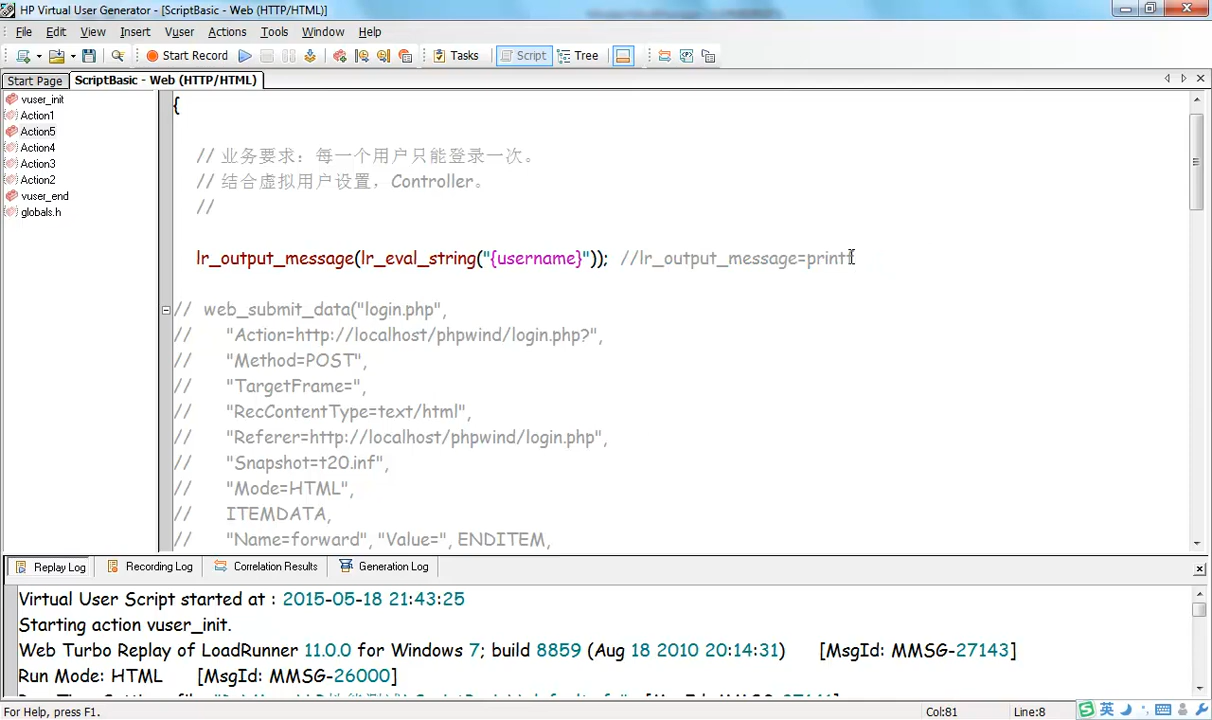 HP Virtual User Generator - [ScriptBasic - Web (HTTP/HTML)]
File Edit View Insert Vuser Actions Tools Window Help
Start Record Tasks Script Tree
Start Page ScriptBasic - Web (HTTP/HTML)
vuser_init
Action1
Action5
Action4
Action3
Action2
vuser_end
globals.h
{
// 业务要求：每一个用户只能登录一次。
// 结合虚拟用户设置，Controller。
//
lr_output_message(lr_eval_string("{username}")); //lr_output_message=printf
// web_submit_data("login.php",
// "Action=http://localhost/phpwind/login.php?",
// "Method=POST",
// "TargetFrame=",
// "RecContentType=text/html",
// "Referer=http://localhost/phpwind/login.php",
// "Snapshot=t20.inf",
// "Mode=HTML",
// ITEMDATA,
// "Name=forward", "Value=", ENDITEM,
Replay Log Recording Log Correlation Results Generation Log
Virtual User Script started at : 2015-05-18 21:43:25
Starting action vuser_init.
Web Turbo Replay of LoadRunner 11.0.0 for Windows 7; build 8859 (Aug 18 2010 20:14:31) [MsgId: MMSG-27143]
Run Mode: HTML [MsgId: MMSG-26000]
For Help, press F1. Col:81 Line:8 英